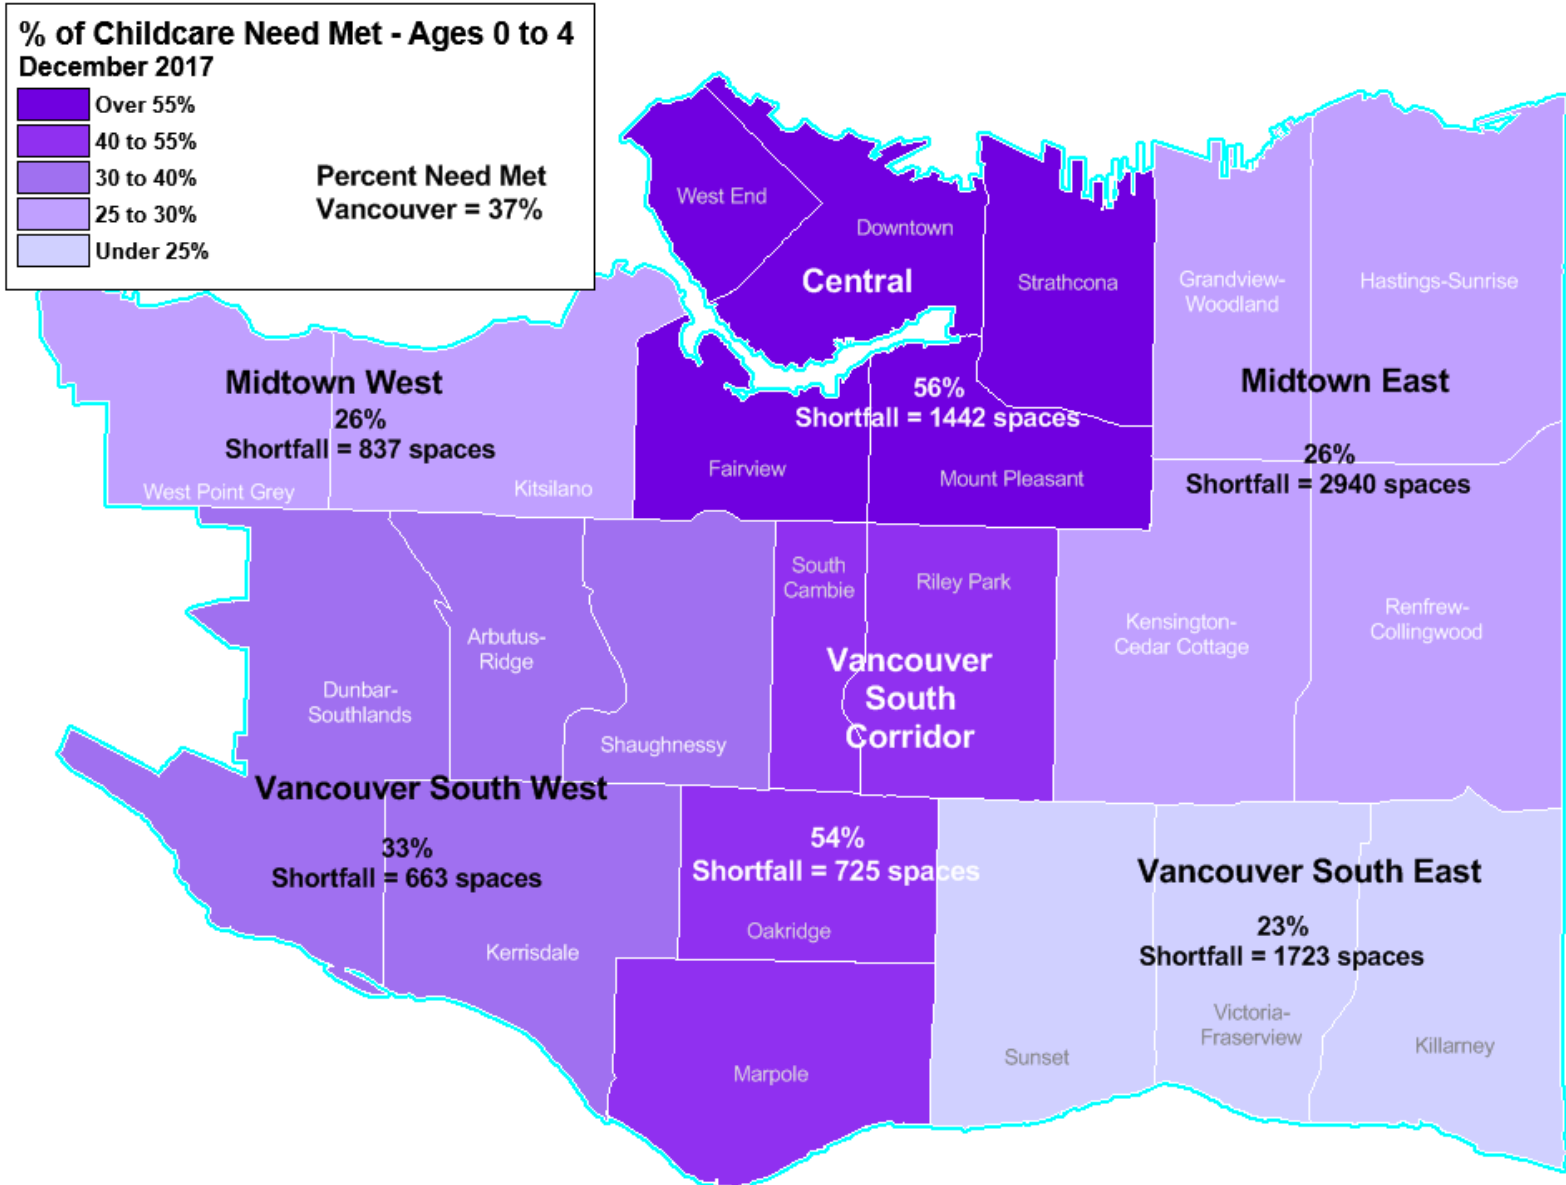 % of Childcare Need Met - Ages 0 to 4
December 2017
Over 55%
40 to 55%
30 to 40%
25 to 30%
Under 25%
Percent Need Met
Vancouver = 37%
West End
Downtown
Central
Strathcona
Grandview-
Woodland
Hastings-Sunrise
Midtown West
26%
Shortfall = 837 spaces
West Point Grey
Kitsilano
56%
Shortfall = 1442 spaces
Fairview
Mount Pleasant
Midtown East
26%
Shortfall = 2940 spaces
South
Cambie
Riley Park
Kensington-
Cedar Cottage
Renfrew-
Collingwood
Arbutus-
Ridge
Dunbar-
Southlands
Shaughnessy
Vancouver
South
Corridor
Vancouver South West
33%
Shortfall = 663 spaces
Kerrisdale
54%
Shortfall = 725 spaces
Oakridge
Marpole
Vancouver South East
23%
Shortfall = 1723 spaces
Sunset
Victoria-
Fraserview
Killarney